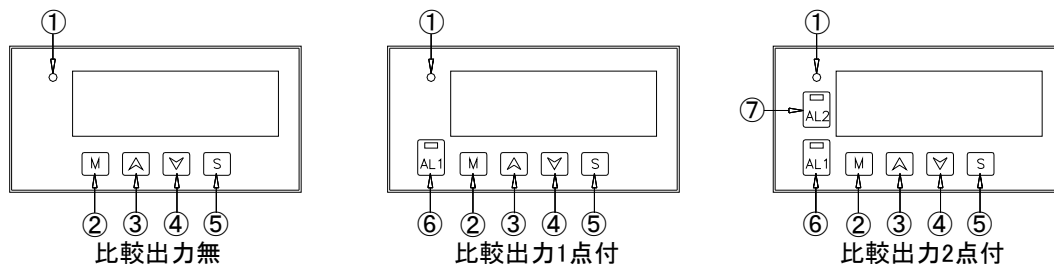 ① ① ①
⑦ AL2
M S AL1 M S AL1 M S
② ③ ④ ⑤ ⑥ ② ③ ④ ⑤ ⑥ ② ③ ④ ⑤
比較出力無 比較出力1点付 比較出力2点付